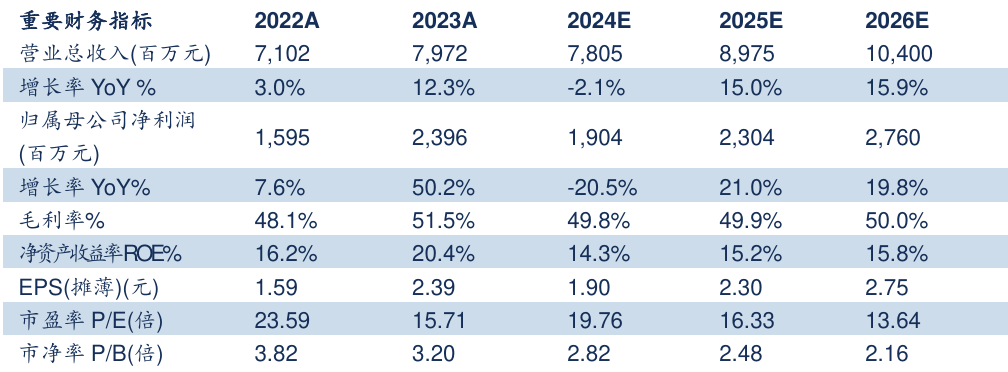 重要财务指标 2022A 2023A 2024E 2025E 2026E
营业总收入(百万元) 7,102 7,972 7,805 8,975 10,400
增长率 YoY % 3.0% 12.3% -2.1% 15.0% 15.9%
归属母公司净利润
(百万元) 1,595 2,396 1,904 2,304 2,760
增长率 YoY% 7.6% 50.2% -20.5% 21.0% 19.8%
毛利率% 48.1% 51.5% 49.8% 49.9% 50.0%
净资产收益率ROE% 16.2% 20.4% 14.3% 15.2% 15.8%
EPS(摊薄)(元) 1.59 2.39 1.90 2.30 2.75
市盈率 P/E(倍) 23.59 15.71 19.76 16.33 13.64
市净率 P/B(倍) 3.82 3.20 2.82 2.48 2.16